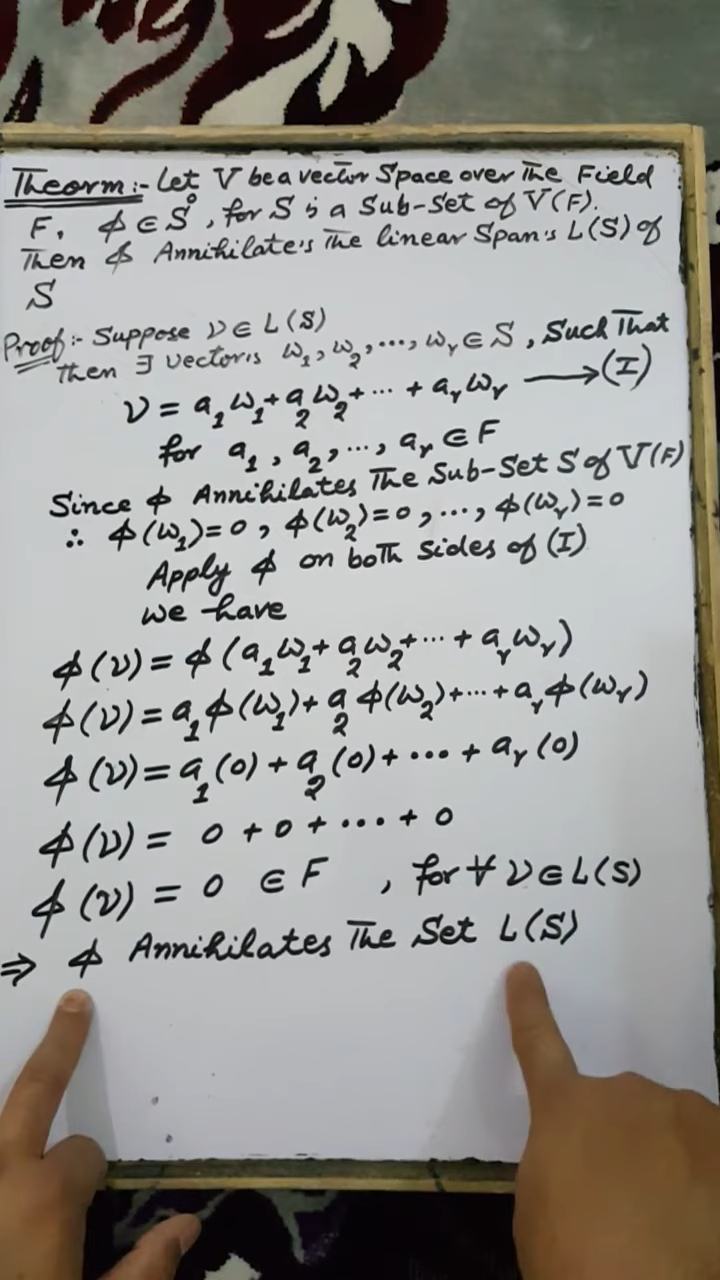 Theorm:- Let V be a vector Space over The Field
F. ϕ ∈ S⁰, for S is a Sub-Set of V(F).
Then ϕ Annihilate's The linear Span's L(S) of
S
Proof:- Suppose ν ∈ L(S)
then ∃ vectors ω₁, ω₂, ..., ωᵣ ∈ S, Such That
ν = a₁ω₁ + a₂ω₂ + ... + aᵣωᵣ ⟶ (I)
for a₁, a₂, ..., aᵣ ∈ F
Since ϕ Annihilates The Sub-Set S of V(F)
∴ ϕ(ω₁)=0, ϕ(ω₂)=0, ..., ϕ(ωᵣ)=0
Apply ϕ on both sides of (I)
we have
ϕ(ν) = ϕ(a₁ω₁ + a₂ω₂ + ... + aᵣωᵣ)
ϕ(ν) = a₁ϕ(ω₁) + a₂ϕ(ω₂) + ... + aᵣϕ(ωᵣ)
ϕ(ν) = a₁(0) + a₂(0) + ... + aᵣ(0)
ϕ(ν) = 0 + 0 + ... + 0
ϕ(ν) = 0 ∈ F , for ∀ ν ∈ L(S)
⇒ ϕ Annihilates The Set L(S)